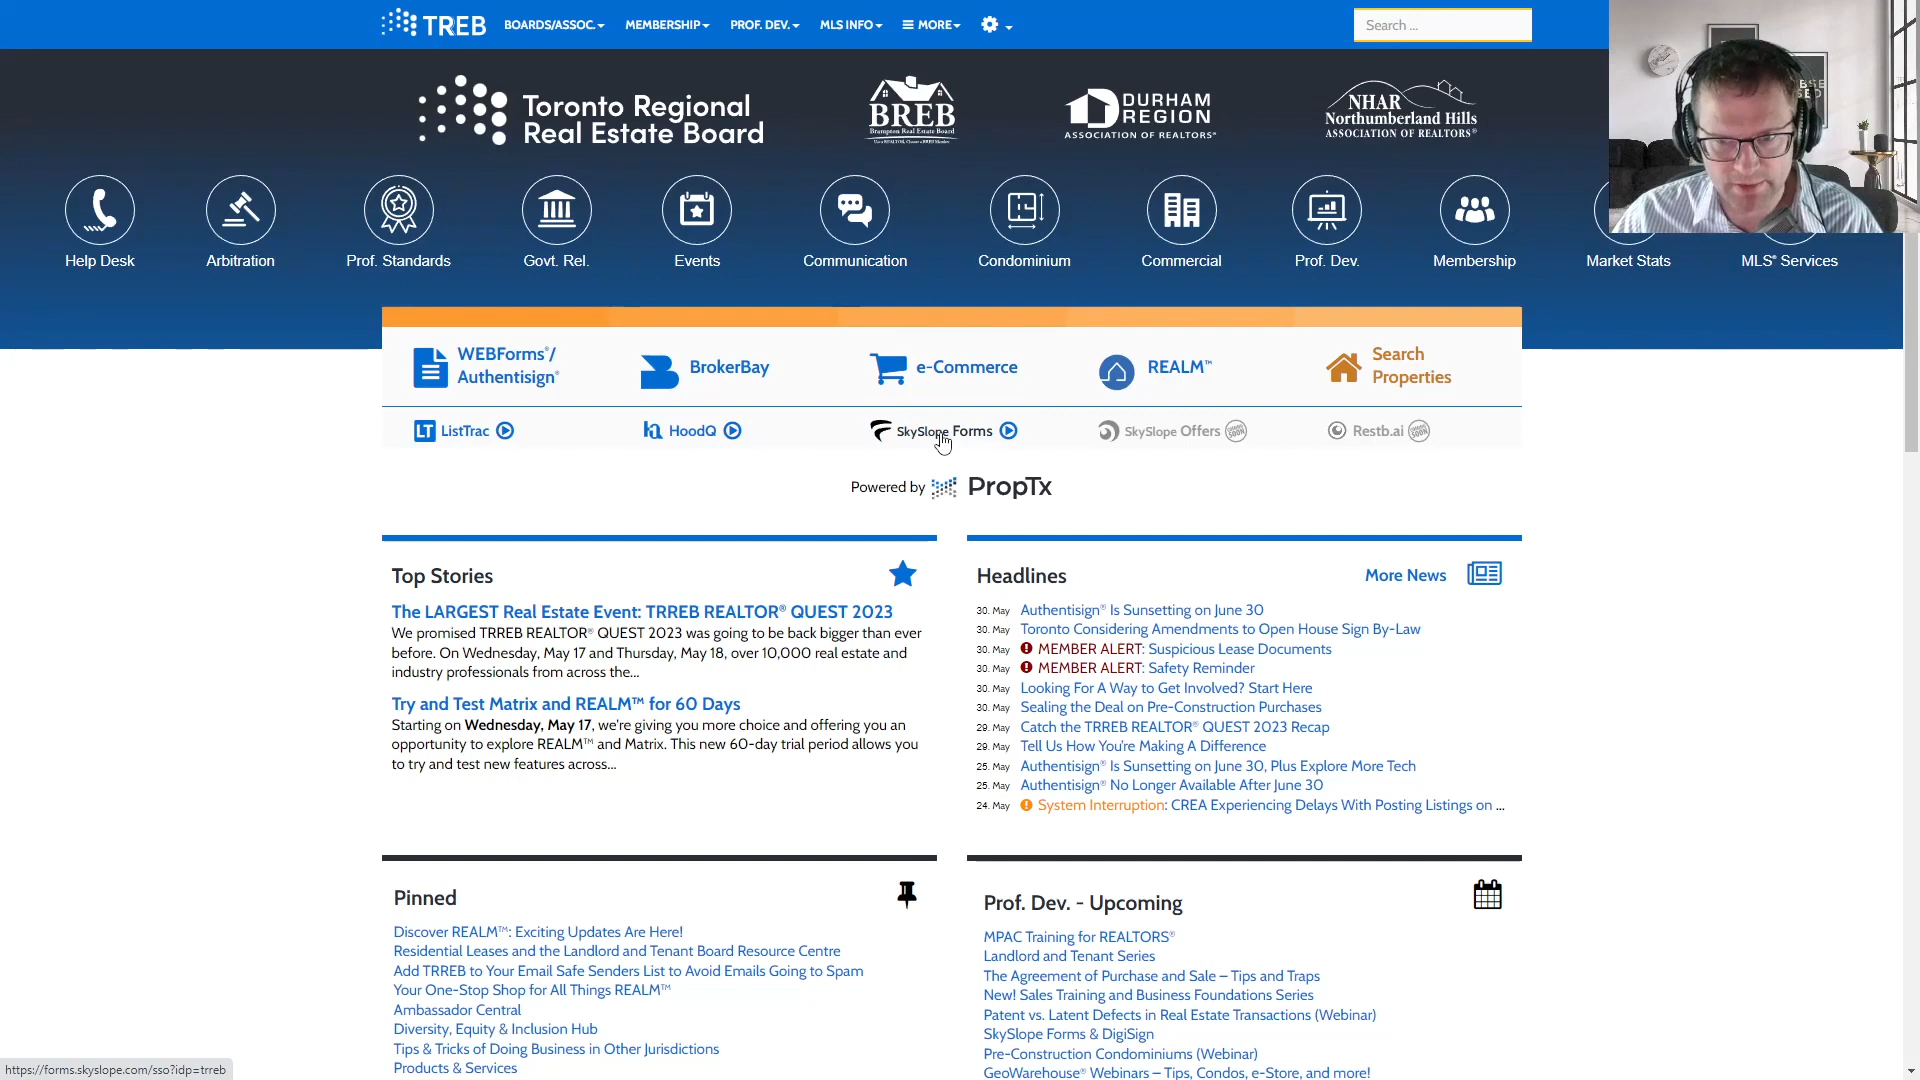 TREB BOARDS/ASSOC. MEMBERSHIP PROF. DEV. MLS INFO MORE Search ...
Toronto Regional
Real Estate Board
BREB
Brampton Real Estate Board
DURHAM
REGION
ASSOCIATION OF REALTORS®
NHAR
Northumberland Hills
ASSOCIATION OF REALTORS®
Help Desk Arbitration Prof. Standards Govt. Rel. Events Communication Condominium Commercial Prof. Dev. Membership Market Stats MLS® Services
WEBForms®/
Authentisign®
BrokerBay
e-Commerce
REALM™
Search
Properties
LT ListTrac HoodQ SkySlope Forms SkySlope Offers Restb.ai
Powered by PropTx
Top Stories
The LARGEST Real Estate Event: TRREB REALTOR® QUEST 2023
We promised TRREB REALTOR® QUEST 2023 was going to be back bigger than ever
before. On Wednesday, May 17 and Thursday, May 18, over 10,000 real estate and
industry professionals from across the...
Try and Test Matrix and REALM™ for 60 Days
Starting on Wednesday, May 17, we're giving you more choice and offering you an
opportunity to explore REALM™ and Matrix. This new 60-day trial period allows you
to try and test new features across...
Headlines More News
30. May Authentisign® Is Sunsetting on June 30
30. May Toronto Considering Amendments to Open House Sign By-Law
30. May MEMBER ALERT: Suspicious Lease Documents
30. May MEMBER ALERT: Safety Reminder
30. May Looking For A Way to Get Involved? Start Here
30. May Sealing the Deal on Pre-Construction Purchases
29. May Catch the TRREB REALTOR® QUEST 2023 Recap
29. May Tell Us How You're Making A Difference
25. May Authentisign® Is Sunsetting on June 30, Plus Explore More Tech
25. May Authentisign® No Longer Available After June 30
24. May System Interruption: CREA Experiencing Delays With Posting Listings on ...
Pinned
Discover REALM™: Exciting Updates Are Here!
Residential Leases and the Landlord and Tenant Board Resource Centre
Add TRREB to Your Email Safe Senders List to Avoid Emails Going to Spam
Your One-Stop Shop for All Things REALM™
Ambassador Central
Diversity, Equity & Inclusion Hub
Tips & Tricks of Doing Business in Other Jurisdictions
Products & Services
Prof. Dev. - Upcoming
MPAC Training for REALTORS®
Landlord and Tenant Series
The Agreement of Purchase and Sale – Tips and Traps
New! Sales Training and Business Foundations Series
Patent vs. Latent Defects in Real Estate Transactions (Webinar)
SkySlope Forms & DigiSign
Pre-Construction Condominiums (Webinar)
GeoWarehouse® Webinars – Tips, Condos, e-Store, and more!
https://forms.skyslope.com/sso?idp=trreb